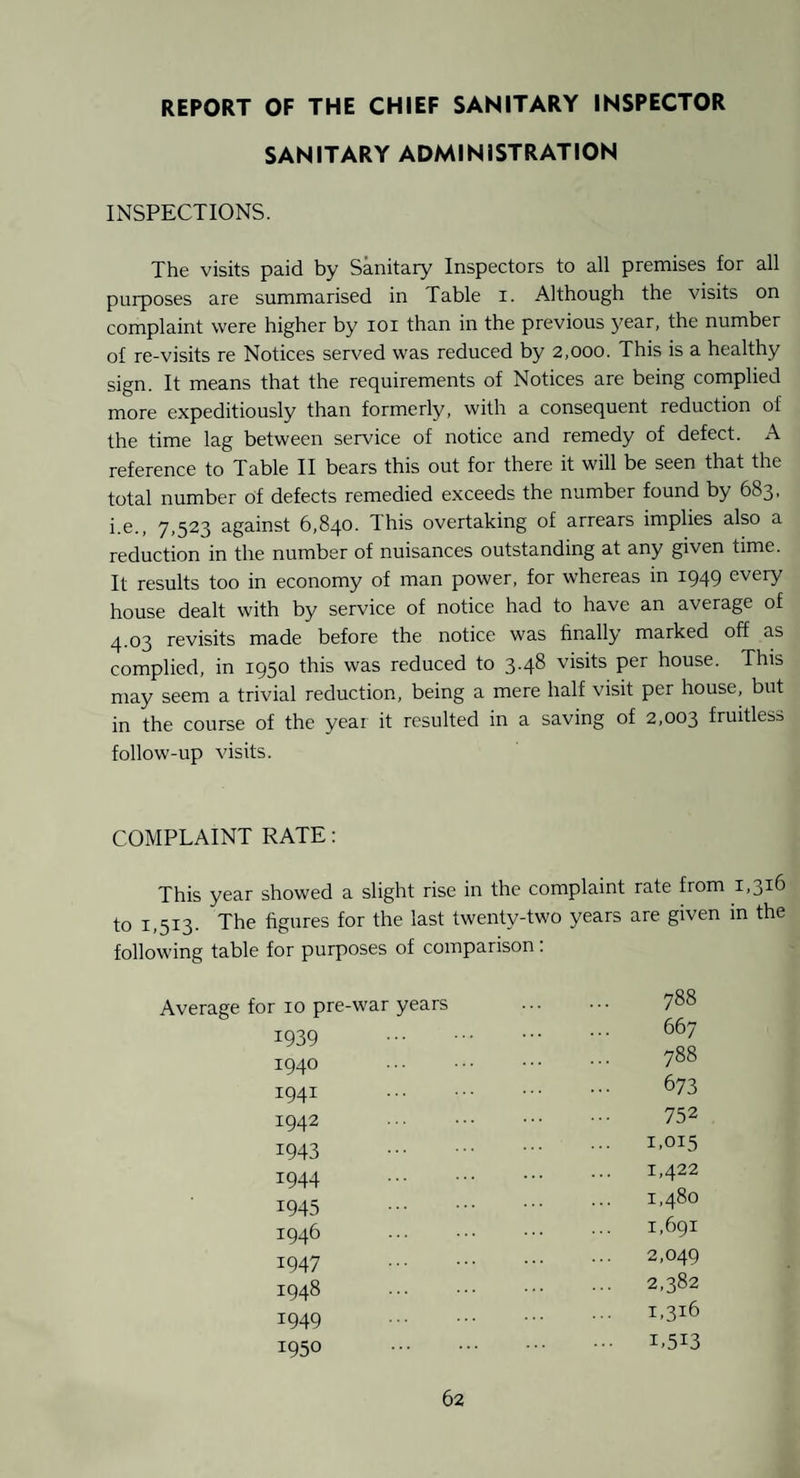 REPORT OF THE CHIEF SANITARY INSPECTOR
SANITARY ADMINISTRATION
INSPECTIONS.
The visits paid by Sanitary Inspectors to all premises for all
purposes are summarised in Table 1. Although the visits on
complaint were higher by 101 than in the previous year, the number
of re-visits re Notices served was reduced by 2,000. This is a healthy
sign. It means that the requirements of Notices are being complied
more expeditiously than formerly, with a consequent reduction of
the time lag between service of notice and remedy of defect. A
reference to Table II bears this out for there it will be seen that the
total number of defects remedied exceeds the number found by 683,
i.e., 7,523 against 6,840. This overtaking of arrears implies also a
reduction in the number of nuisances outstanding at any given time.
It results too in economy of man power, for whereas in 1949 every
house dealt with by service of notice had to have an average of
4.03 revisits made before the notice was finally marked off as
complied, in 1950 this was reduced to 3.48 visits per house. This
may seem a trivial reduction, being a mere half visit per house, but
in the course of the year it resulted in a saving of 2,003 fruitless
follow-up visits.
COMPLAINT RATE:
This year showed a slight rise in the complaint rate from 1,316
to 1,513. The figures for the last twenty-two years are given in the
following table for purposes of comparison:
Average for 10 pre-war years ... ... 788
1939 ... ... ... ... 667
1940 ... ... ... ... 788
1941 ... ... ... ... 673
1942 ... ... ... ... 752
1943 ... ... ... ... 1,015
1944 ... ... ... ... 1,422
1945 ... ... ... ... 1,480
1946 ... ... ... ... 1,691
1947 ... ... ... ... 2,049
1948 ... ... ... ... 2,382
1949 ... ... ... ... 1,316
1950 ... ... ... ... 1,513
62